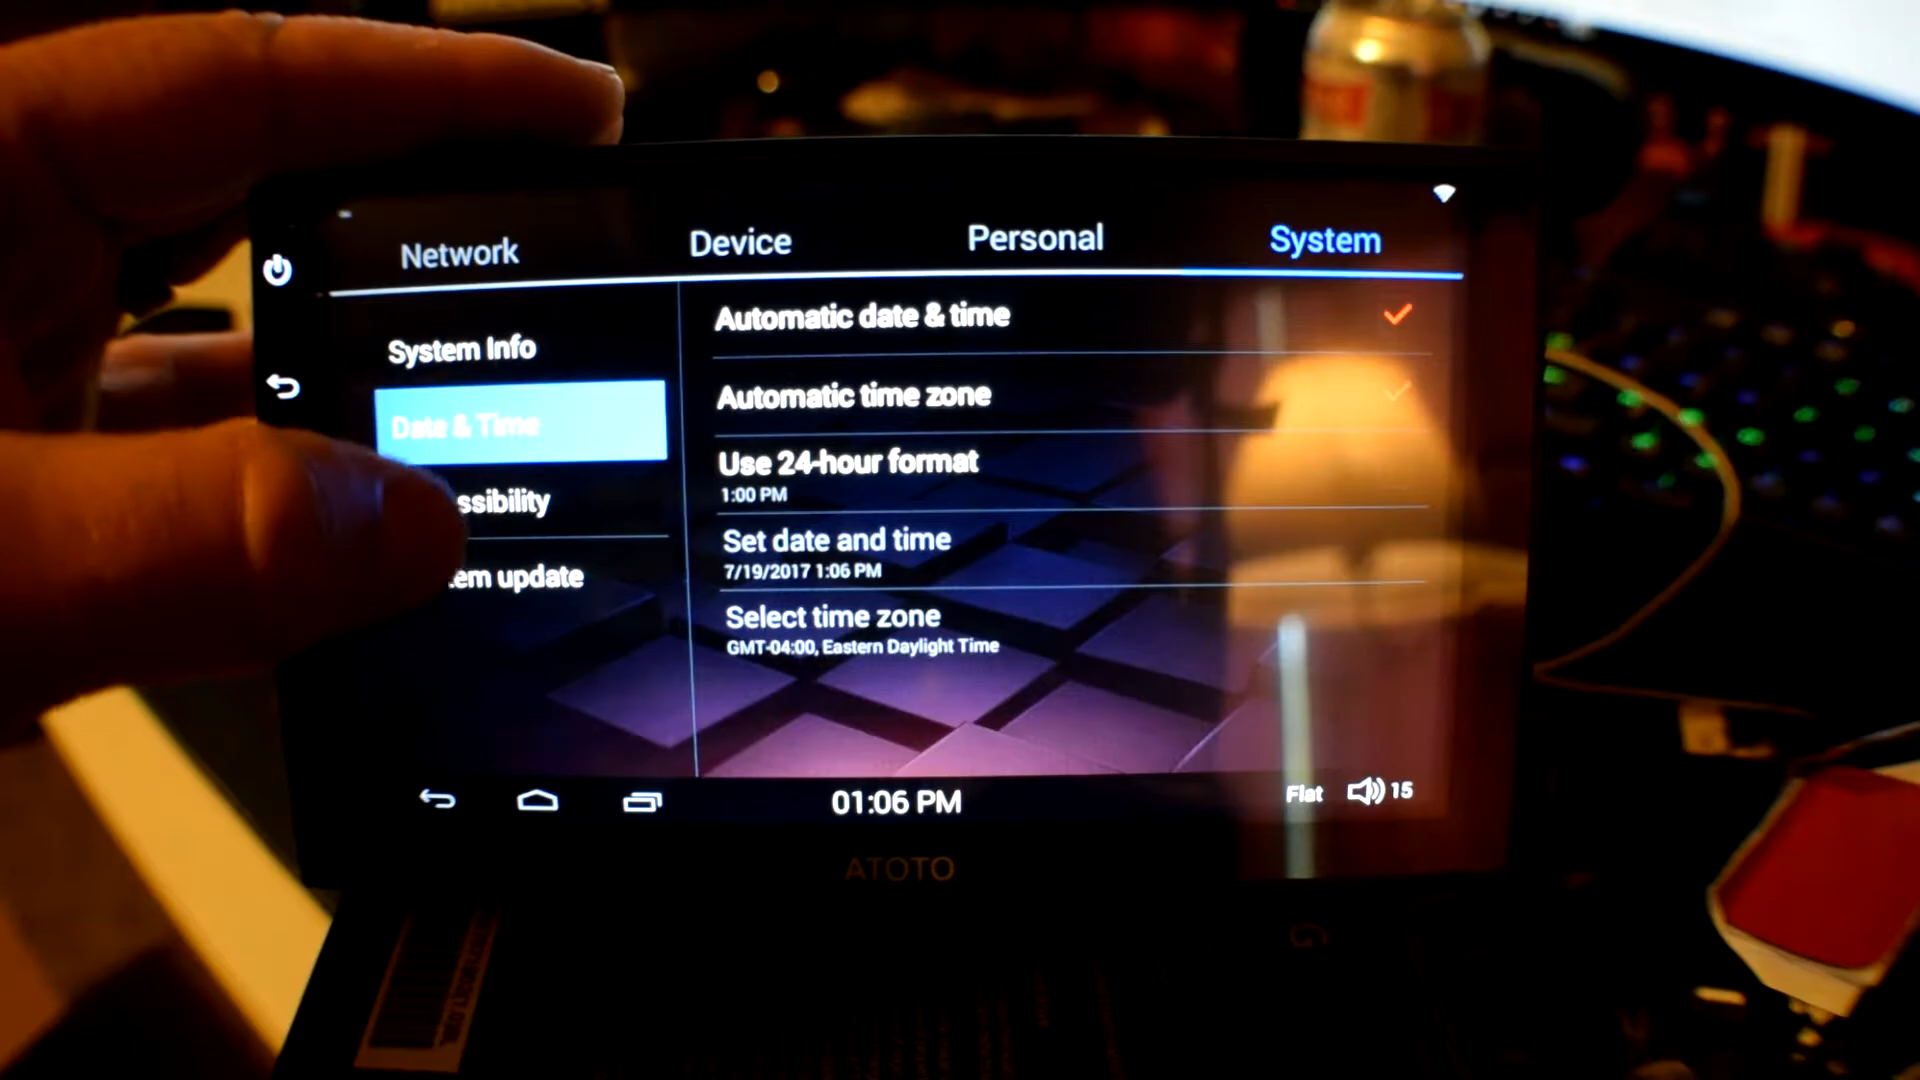 Network Device Personal System
System Info
Date & Time
ssibility
em update
Automatic date & time
Automatic time zone
Use 24-hour format
1:00 PM
Set date and time
7/19/2017 1:06 PM
Select time zone
GMT-04:00, Eastern Daylight Time
01:06 PM
Flat 15
ATOTO